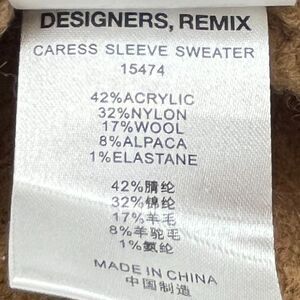 DESIGNERS, REMIX
CARESS SLEEVE SWEATER
15474
42%ACRYLIC
32%NYLON
17%WOOL
8%ALPACA
1%ELASTANE
42%腈纶
32%锦纶
17%羊毛
8%羊驼毛
1%氨纶
MADE IN CHINA
中国制造